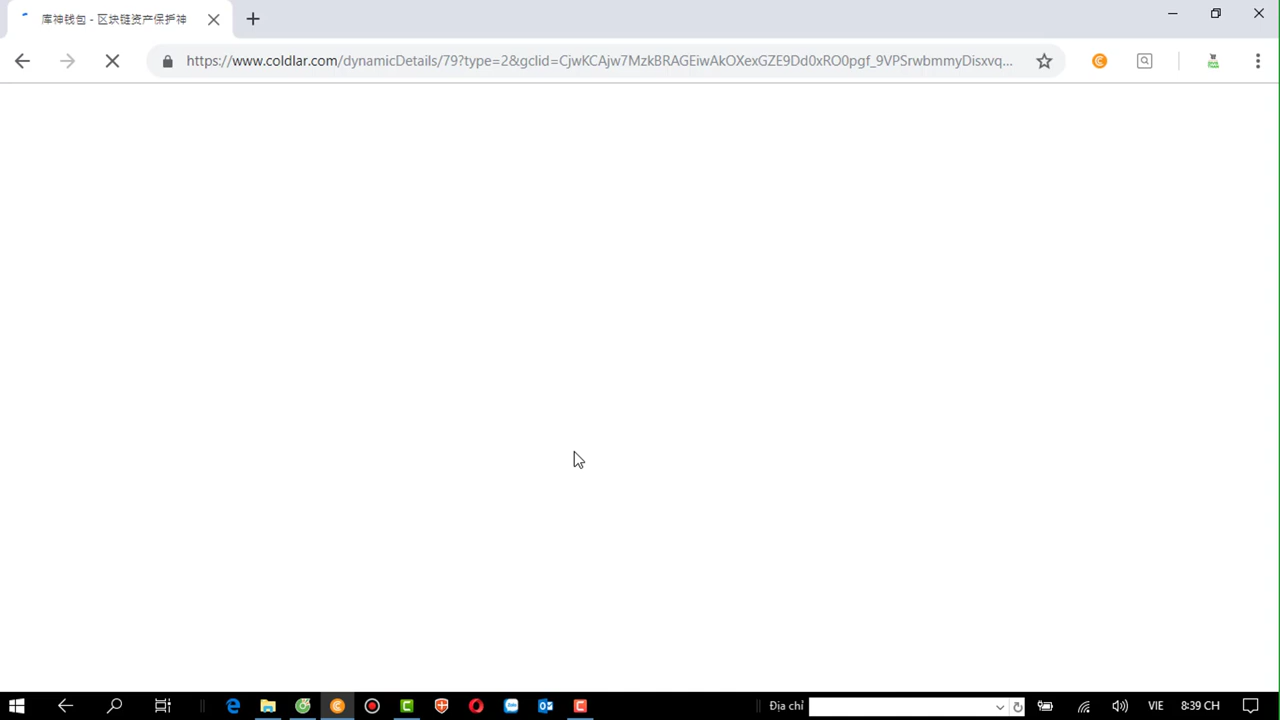 库神钱包 - 区块链资产保护神
https://www.coldlar.com/dynamicDetails/79?type=2&gclid=CjwKCAjw7MzkBRAGEiwAkOXexGZE9Dd0xRO0pgf_9VPSrwbmmyDisxvq...
Địa chỉ
VIE
8:39 CH